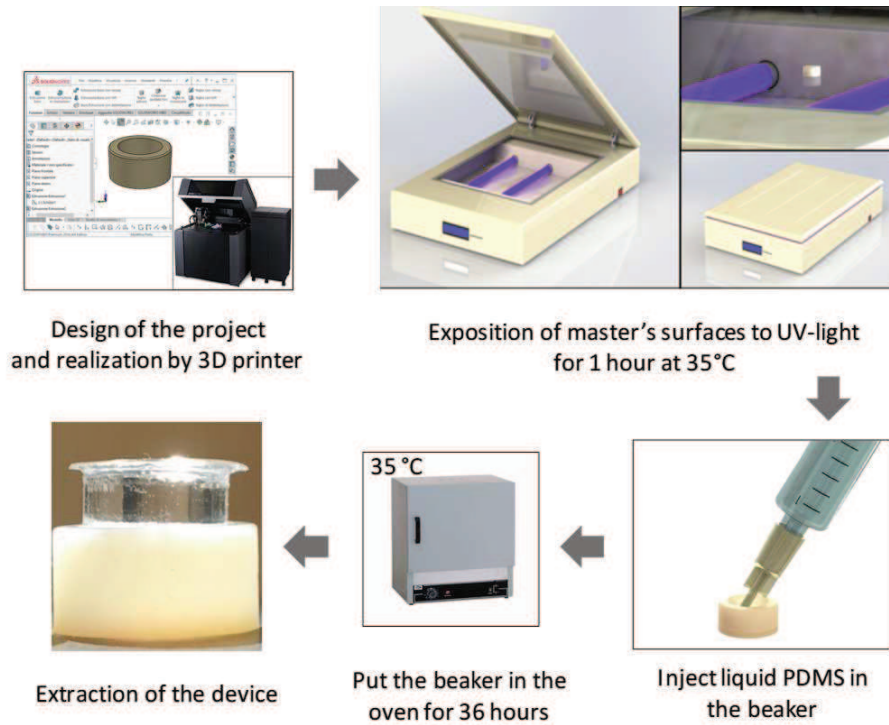 SOLIDWORKS
Design of the project
and realization by 3D printer
Exposition of master's surfaces to UV-light
for 1 hour at 35°C
Inject liquid PDMS in
the beaker
35 °C
Put the beaker in the
oven for 36 hours
Extraction of the device